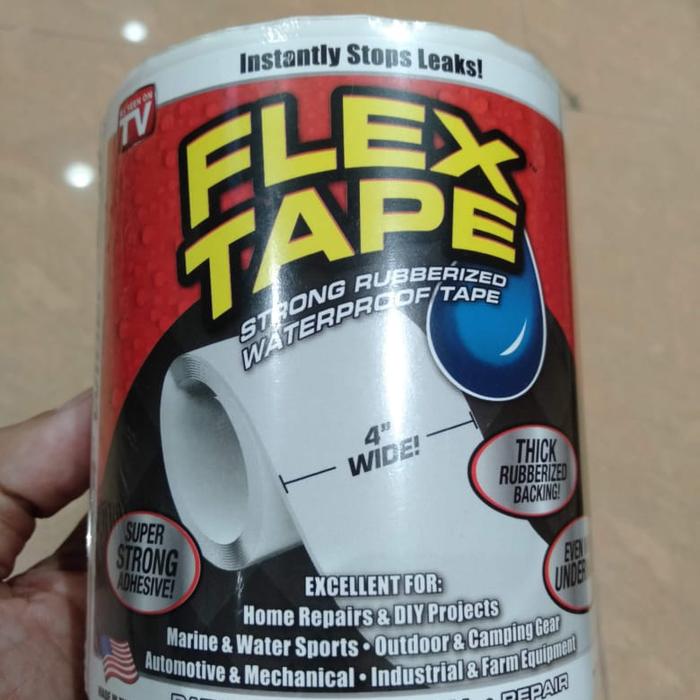 Instantly Stops Leaks!
AS SEEN ON
TV
FLEX
TAPE
STRONG RUBBERIZED
WATERPROOF TAPE
4"
WIDE!
THICK
RUBBERIZED
BACKING!
SUPER
STRONG
ADHESIVE!
EVEN
UNDER
EXCELLENT FOR:
Home Repairs & DIY Projects
Marine & Water Sports • Outdoor & Camping Gear
Automotive & Mechanical • Industrial & Farm Equipment
MADE IN
REPAIR